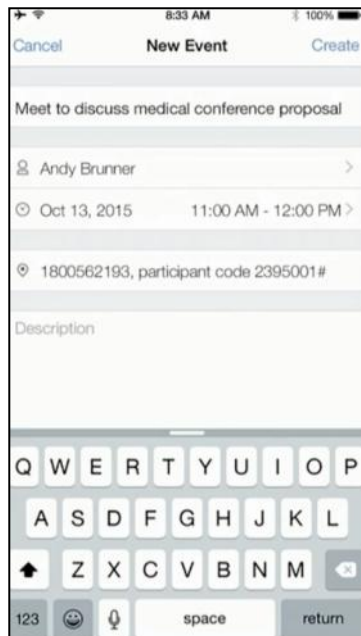 8:33 AM 100%
Cancel New Event Create
Meet to discuss medical conference proposal
Andy Brunner
Oct 13, 2015 11:00 AM - 12:00 PM
1800562193, participant code 2395001#
Description
Q W E R T Y U I O P
A S D F G H J K L
Z X C V B N M
123 space return